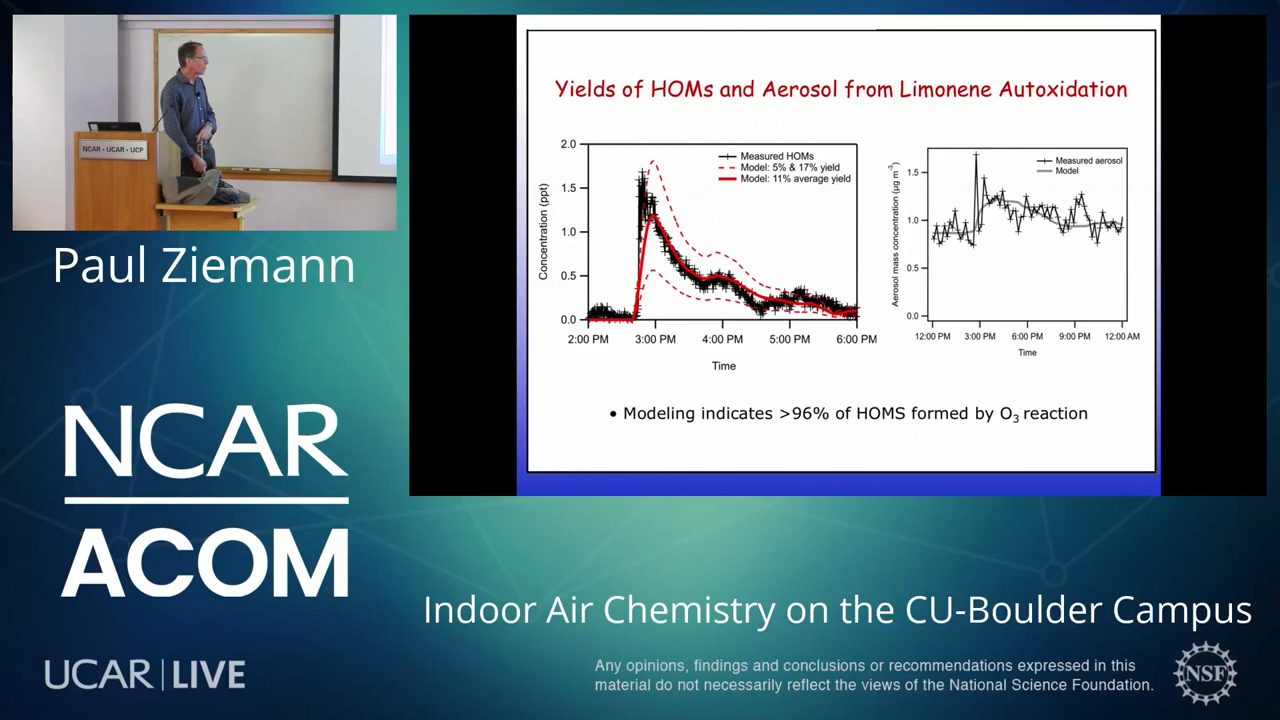 NCAR • UCAR • UCP
Paul Ziemann
NCAR
ACOM
UCAR | LIVE
Yields of HOMs and Aerosol from Limonene Autoxidation
Concentration (ppt)
2.0
1.5
1.0
0.5
0.0
Measured HOMs
Model: 5% & 17% yield
Model: 11% average yield
2:00 PM 3:00 PM 4:00 PM 5:00 PM 6:00 PM
Time
Aerosol mass concentration (µg m⁻³)
1.5
1.0
0.5
0.0
Measured aerosol
Model
12:00 PM 3:00 PM 6:00 PM 9:00 PM 12:00 AM
Time
• Modeling indicates >96% of HOMS formed by O₃ reaction
Indoor Air Chemistry on the CU-Boulder Campus
Any opinions, findings and conclusions or recommendations expressed in this
material do not necessarily reflect the views of the National Science Foundation.
NSF